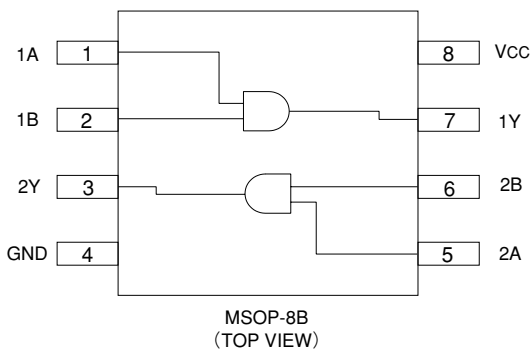 1A 1 8 VCC
1B 2 7 1Y
2Y 3 6 2B
GND 4 5 2A
MSOP-8B
(TOP VIEW)